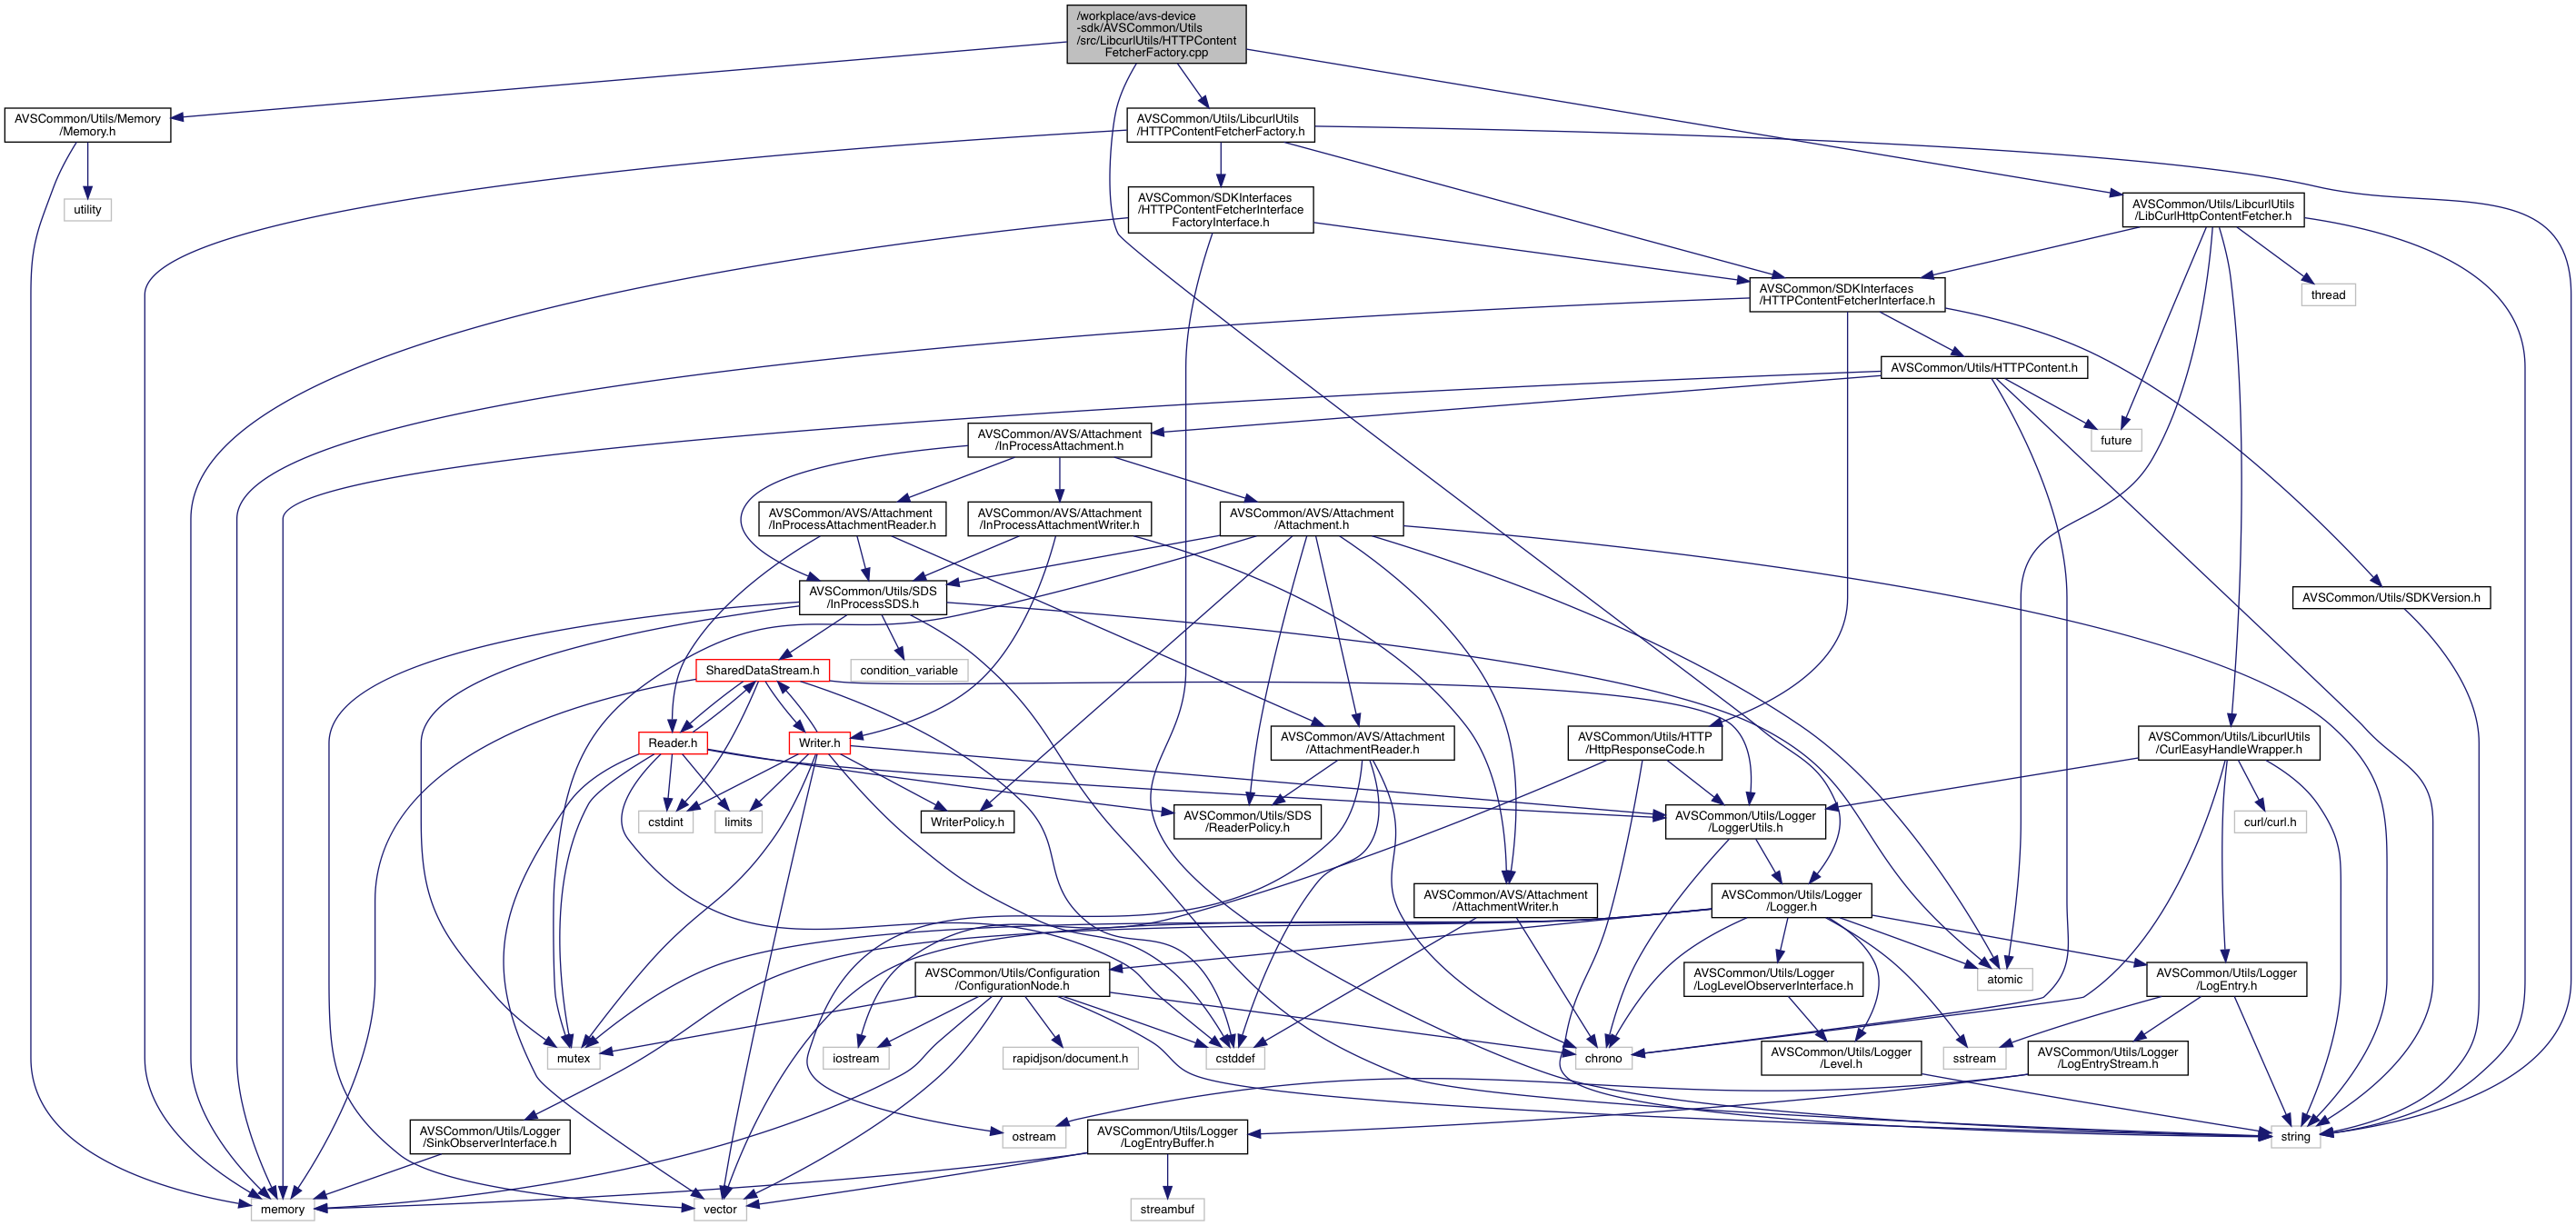 /workplace/avs-device
-sdk/AVSCommon/Utils
/src/LibcurlUtils/HTTPContent
FetcherFactory.cpp
AVSCommon/Utils/Memory
/Memory.h
AVSCommon/Utils/LibcurlUtils
/HTTPContentFetcherFactory.h
utility
AVSCommon/SDKInterfaces
/HTTPContentFetcherInterface
FactoryInterface.h
AVSCommon/Utils/LibcurlUtils
/LibCurlHttpContentFetcher.h
AVSCommon/SDKInterfaces
/HTTPContentFetcherInterface.h
thread
AVSCommon/Utils/HTTPContent.h
AVSCommon/AVS/Attachment
/InProcessAttachment.h
future
AVSCommon/AVS/Attachment
/InProcessAttachmentReader.h
AVSCommon/AVS/Attachment
/InProcessAttachmentWriter.h
AVSCommon/AVS/Attachment
/Attachment.h
AVSCommon/Utils/SDS
/InProcessSDS.h
AVSCommon/Utils/SDKVersion.h
SharedDataStream.h
condition_variable
Reader.h
Writer.h
AVSCommon/AVS/Attachment
/AttachmentReader.h
AVSCommon/Utils/HTTP
/HttpResponseCode.h
AVSCommon/Utils/LibcurlUtils
/CurlEasyHandleWrapper.h
cstdint
limits
WriterPolicy.h
AVSCommon/Utils/SDS
/ReaderPolicy.h
AVSCommon/Utils/Logger
/LoggerUtils.h
curl/curl.h
AVSCommon/AVS/Attachment
/AttachmentWriter.h
AVSCommon/Utils/Logger
/Logger.h
AVSCommon/Utils/Configuration
/ConfigurationNode.h
AVSCommon/Utils/Logger
/LogLevelObserverInterface.h
atomic
AVSCommon/Utils/Logger
/LogEntry.h
mutex
iostream
rapidjson/document.h
cstddef
chrono
AVSCommon/Utils/Logger
/Level.h
sstream
AVSCommon/Utils/Logger
/LogEntryStream.h
AVSCommon/Utils/Logger
/SinkObserverInterface.h
ostream
AVSCommon/Utils/Logger
/LogEntryBuffer.h
string
memory
vector
streambuf